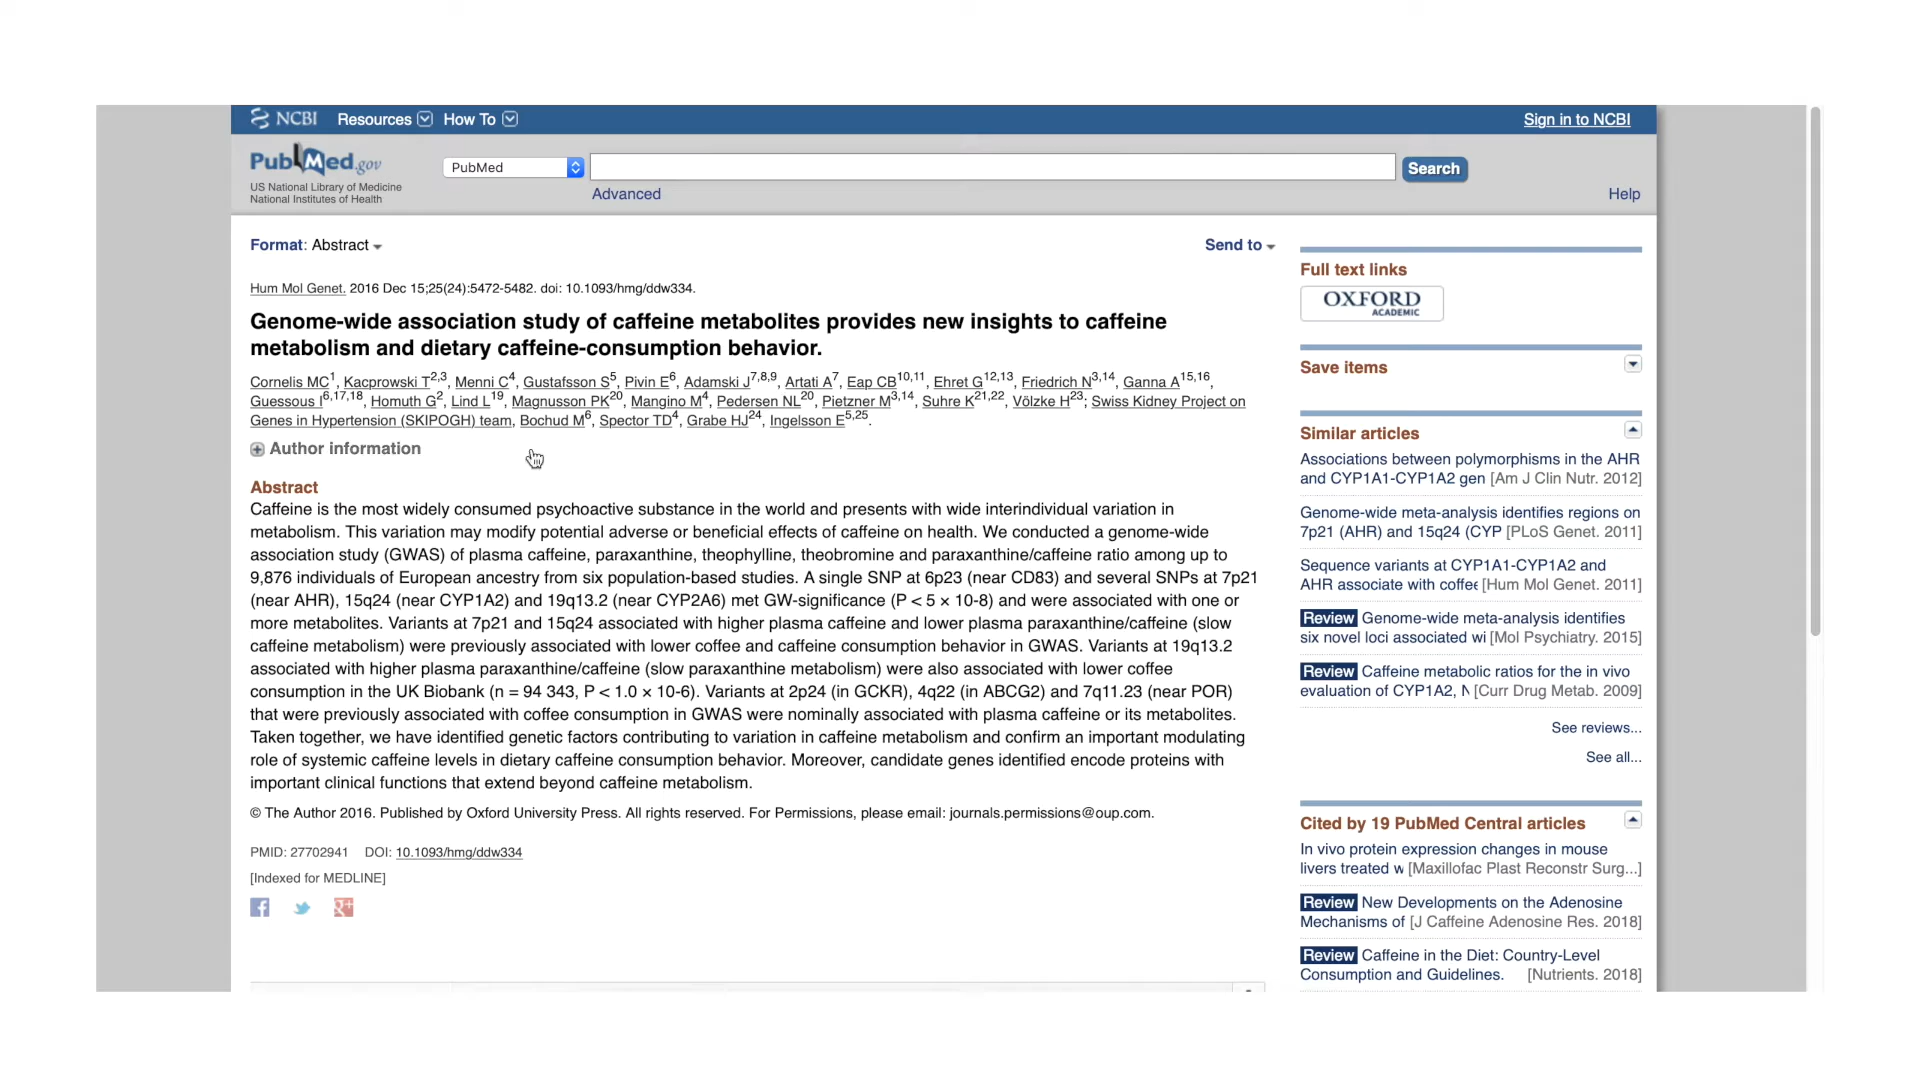 NCBI Resources How To Sign in to NCBI
PubMed.gov
US National Library of Medicine
National Institutes of Health
PubMed
Search
Advanced
Help
Format: Abstract
Send to
Hum Mol Genet. 2016 Dec 15;25(24):5472-5482. doi: 10.1093/hmg/ddw334.
Genome-wide association study of caffeine metabolites provides new insights to caffeine
metabolism and dietary caffeine-consumption behavior.
Cornelis MC1, Kacprowski T2,3, Menni C4, Gustafsson S5, Pivin E6, Adamski J7,8,9, Artati A7, Eap CB10,11, Ehret G12,13, Friedrich N3,14, Ganna A15,16,
Guessous I6,17,18, Homuth G2, Lind L19, Magnusson PK20, Mangino M4, Pedersen NL20, Pietzner M3,14, Suhre K21,22, Völzke H23; Swiss Kidney Project on
Genes in Hypertension (SKIPOGH) team, Bochud M6, Spector TD4, Grabe HJ24, Ingelsson E5,25.
Author information
Abstract
Caffeine is the most widely consumed psychoactive substance in the world and presents with wide interindividual variation in
metabolism. This variation may modify potential adverse or beneficial effects of caffeine on health. We conducted a genome-wide
association study (GWAS) of plasma caffeine, paraxanthine, theophylline, theobromine and paraxanthine/caffeine ratio among up to
9,876 individuals of European ancestry from six population-based studies. A single SNP at 6p23 (near CD83) and several SNPs at 7p21
(near AHR), 15q24 (near CYP1A2) and 19q13.2 (near CYP2A6) met GW-significance (P < 5 × 10-8) and were associated with one or
more metabolites. Variants at 7p21 and 15q24 associated with higher plasma caffeine and lower plasma paraxanthine/caffeine (slow
caffeine metabolism) were previously associated with lower coffee and caffeine consumption behavior in GWAS. Variants at 19q13.2
associated with higher plasma paraxanthine/caffeine (slow paraxanthine metabolism) were also associated with lower coffee
consumption in the UK Biobank (n = 94 343, P < 1.0 × 10-6). Variants at 2p24 (in GCKR), 4q22 (in ABCG2) and 7q11.23 (near POR)
that were previously associated with coffee consumption in GWAS were nominally associated with plasma caffeine or its metabolites.
Taken together, we have identified genetic factors contributing to variation in caffeine metabolism and confirm an important modulating
role of systemic caffeine levels in dietary caffeine consumption behavior. Moreover, candidate genes identified encode proteins with
important clinical functions that extend beyond caffeine metabolism.
© The Author 2016. Published by Oxford University Press. All rights reserved. For Permissions, please email: journals.permissions@oup.com.
PMID: 27702941 DOI: 10.1093/hmg/ddw334
[Indexed for MEDLINE]
Full text links
OXFORD
ACADEMIC
Save items
Similar articles
Associations between polymorphisms in the AHR
and CYP1A1-CYP1A2 gen [Am J Clin Nutr. 2012]
Genome-wide meta-analysis identifies regions on
7p21 (AHR) and 15q24 (CYP [PLoS Genet. 2011]
Sequence variants at CYP1A1-CYP1A2 and
AHR associate with coffee [Hum Mol Genet. 2011]
Review Genome-wide meta-analysis identifies
six novel loci associated wi [Mol Psychiatry. 2015]
Review Caffeine metabolic ratios for the in vivo
evaluation of CYP1A2, N [Curr Drug Metab. 2009]
See reviews...
See all...
Cited by 19 PubMed Central articles
In vivo protein expression changes in mouse
livers treated w [Maxillofac Plast Reconstr Surg...]
Review New Developments on the Adenosine
Mechanisms of [J Caffeine Adenosine Res. 2018]
Review Caffeine in the Diet: Country-Level
Consumption and Guidelines. [Nutrients. 2018]